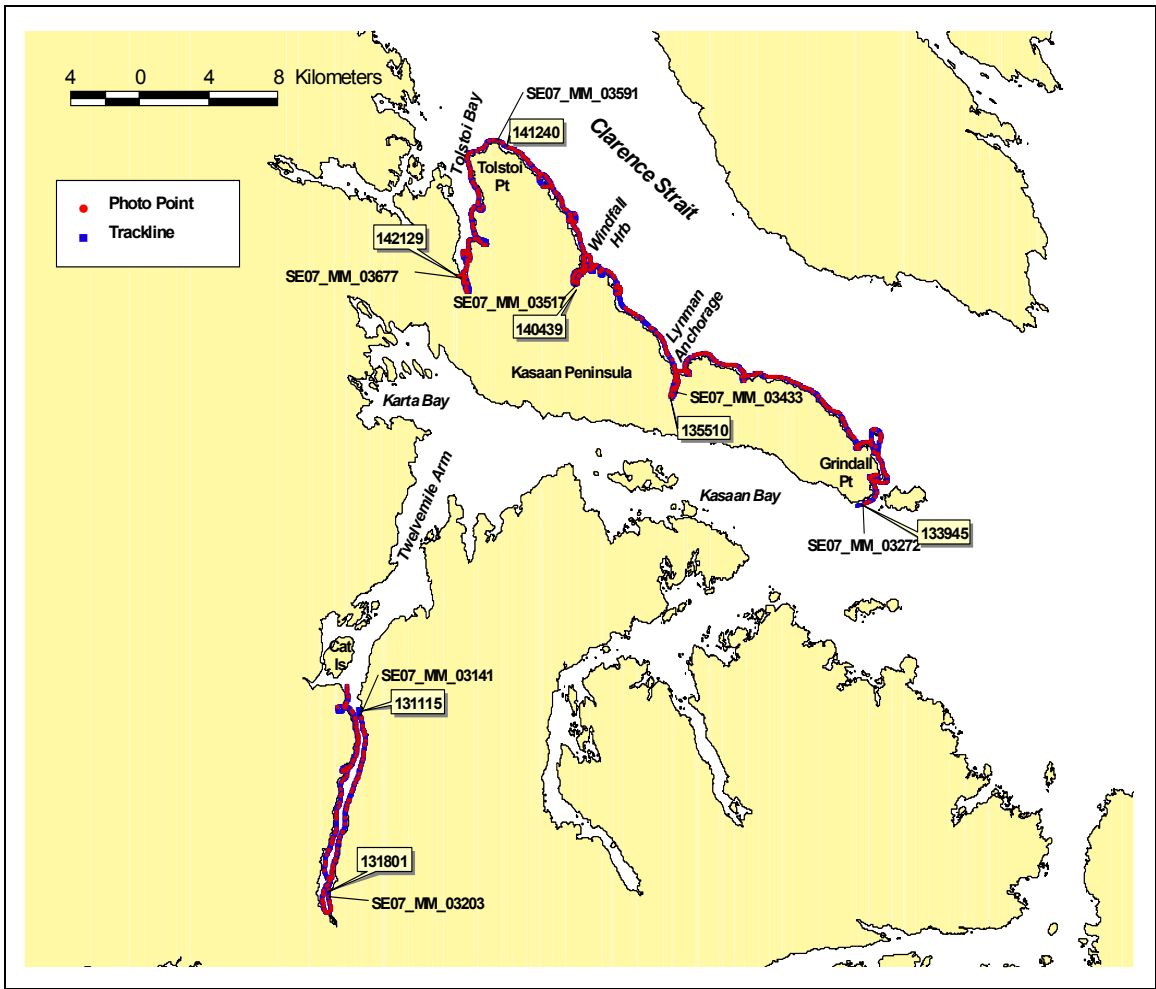 4 0 4 8 Kilometers
Photo Point
Trackline
SE07_MM_03591
141240
Tolstoi Bay
Clarence Strait
Tolstoi
Pt
Windfall
Hrb
142129
SE07_MM_03677
SE07_MM_03517
140439
Lynman
Anchorage
Kasaan Peninsula
SE07_MM_03433
Karta Bay
135510
Grindall
Pt
Twelvemile Arm
Kasaan Bay
133945
SE07_MM_03272
Cat
Is
SE07_MM_03141
131115
131801
SE07_MM_03203